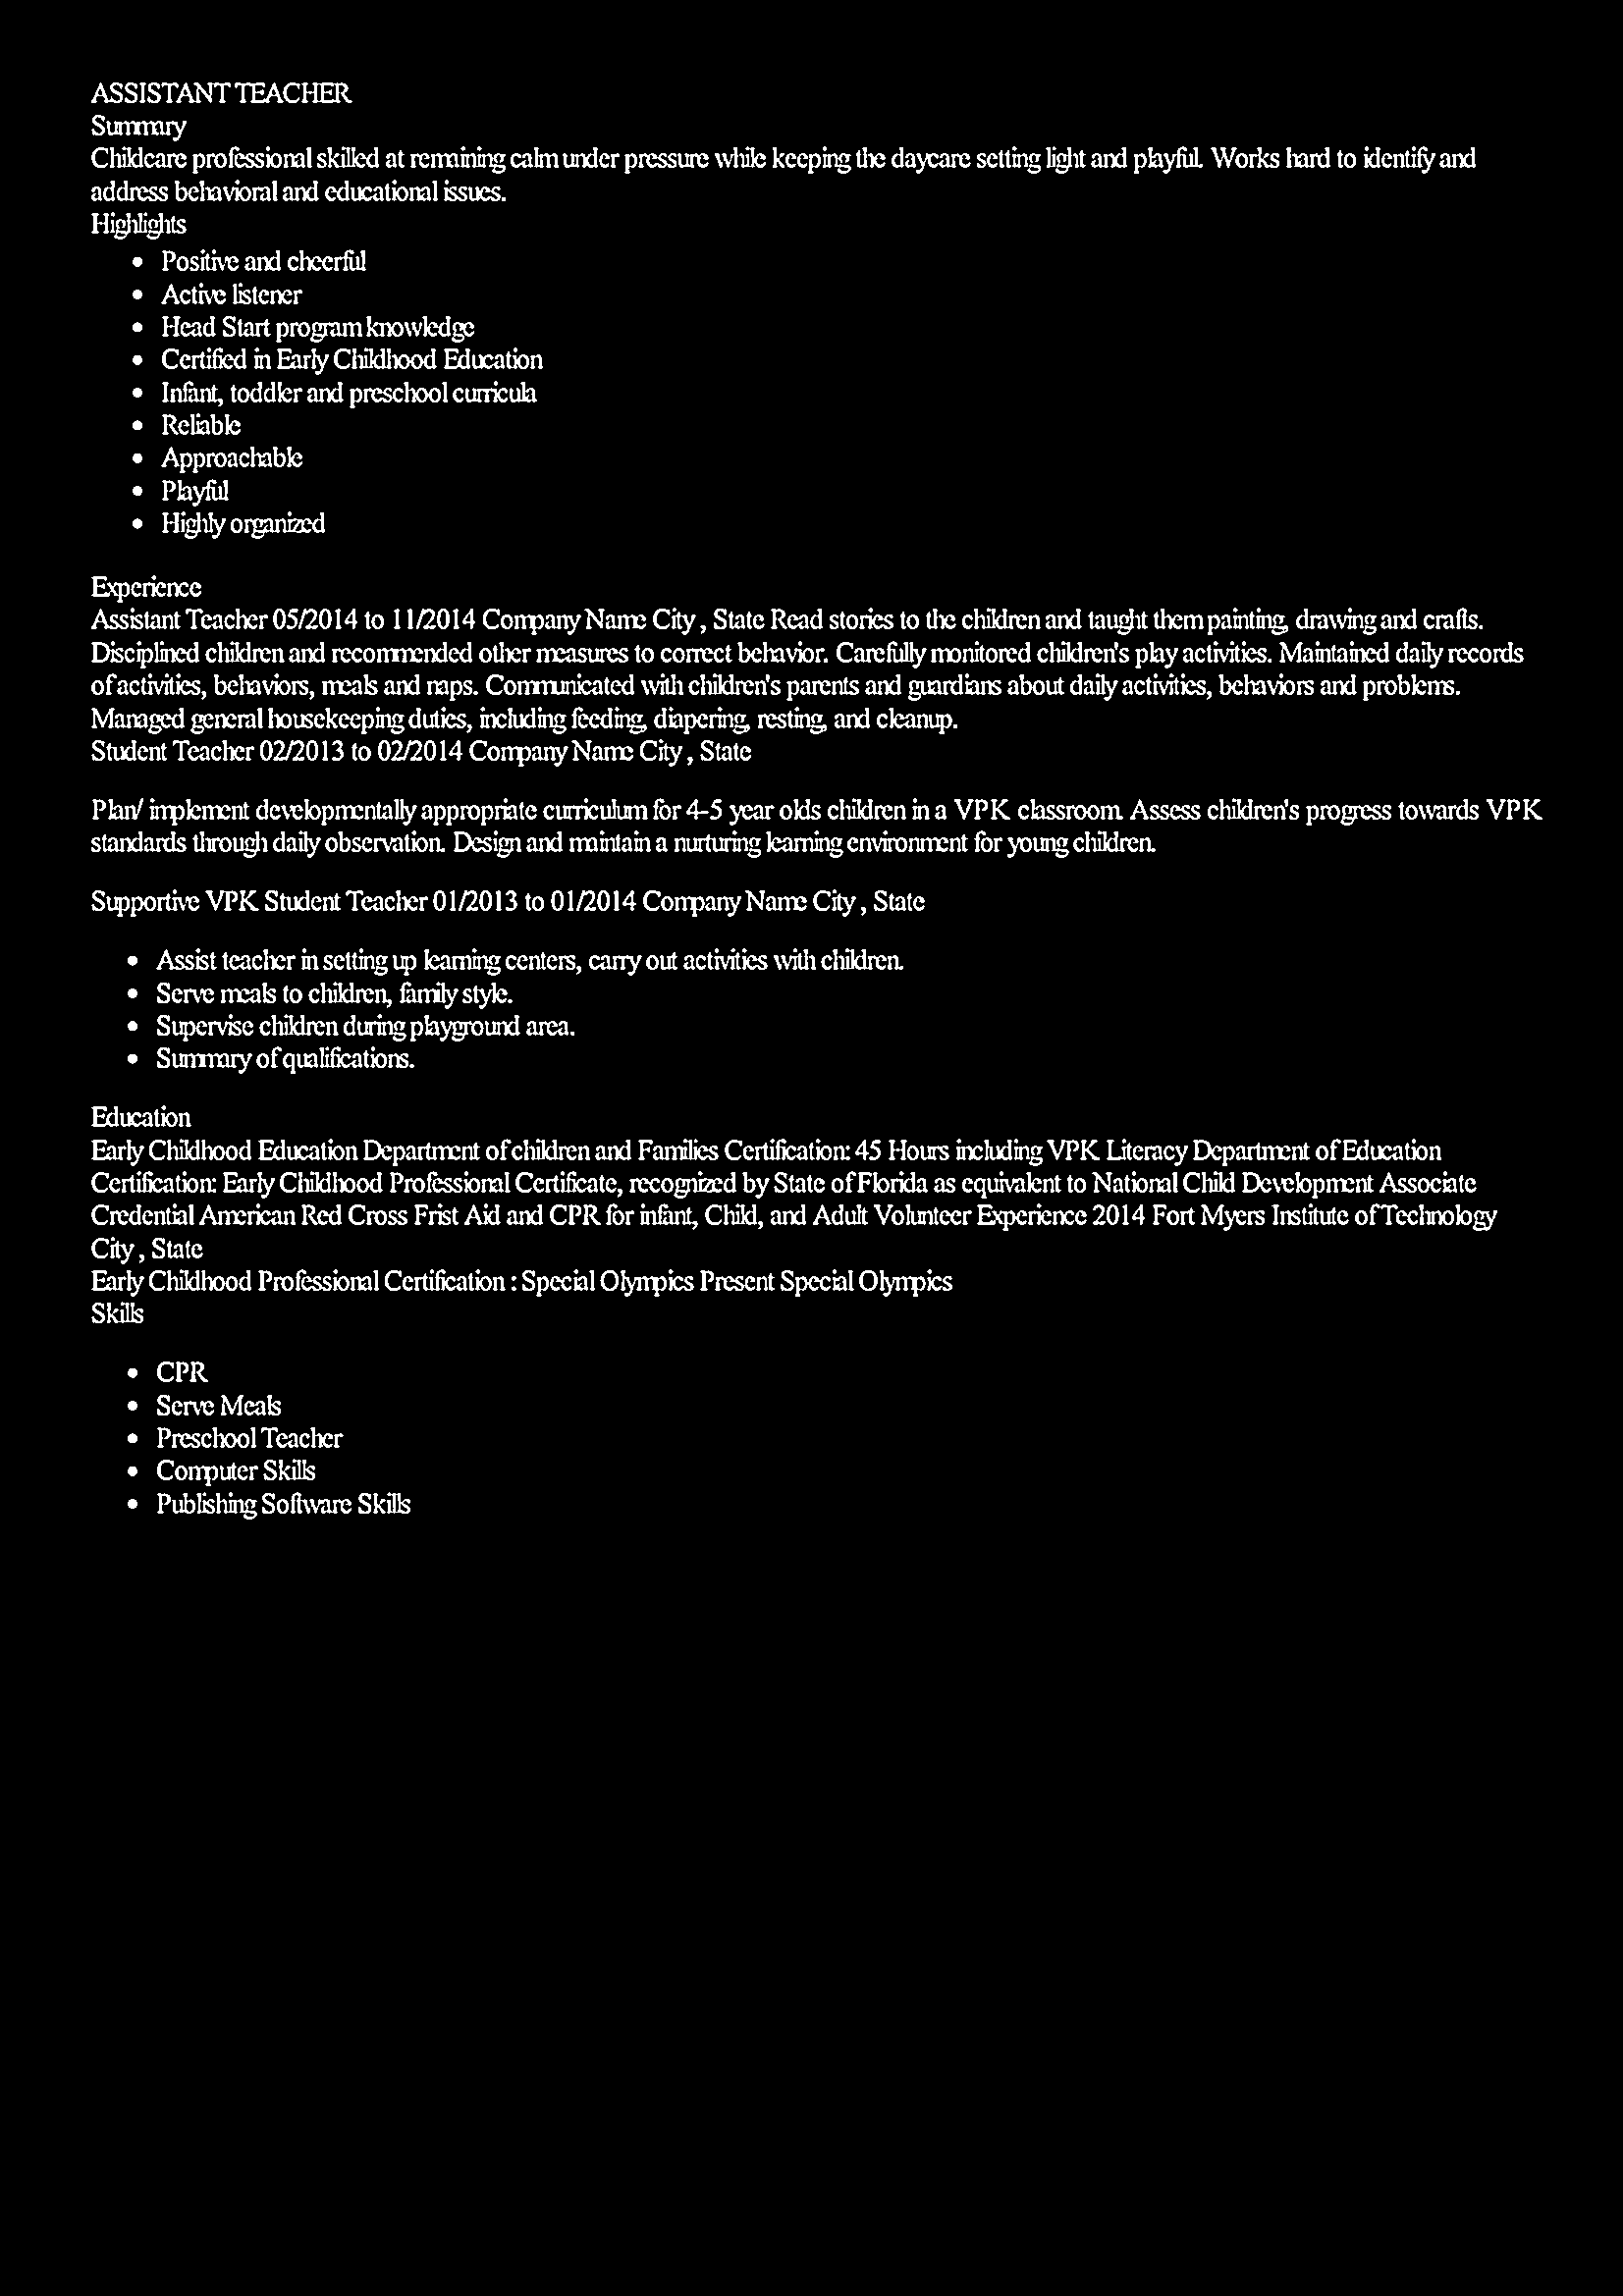 ASSISTANT TEACHER
Summary
Childcare professional skilled at remaining calm under pressure while keeping the daycare setting light and playful. Works hard to identify and
address behavioral and educational issues.
Highlights
• Positive and cheerful
• Active listener
• Head Start program knowledge
• Certified in Early Childhood Education
• Infant, toddler and preschool curricula
• Reliable
• Approachable
• Playful
• Highly organized
Experience
Assistant Teacher 05/2014 to 11/2014 Company Name City , State Read stories to the children and taught them painting, drawing and crafts.
Disciplined children and recommended other measures to correct behavior. Carefully monitored children's play activities. Maintained daily records
of activities, behaviors, meals and naps. Communicated with children's parents and guardians about daily activities, behaviors and problems.
Managed general housekeeping duties, including feeding, diapering, resting, and cleanup.
Student Teacher 02/2013 to 02/2014 Company Name City , State
Plan/ implement developmentally appropriate curriculum for 4-5 year olds children in a VPK classroom. Assess children's progress towards VPK
standards through daily observation. Design and maintain a nurturing learning environment for young children.
Supportive VPK Student Teacher 01/2013 to 01/2014 Company Name City , State
• Assist teacher in setting up learning centers, carry out activities with children.
• Serve meals to children, family style.
• Supervise children during playground area.
• Summary of qualifications.
Education
Early Childhood Education Department of children and Families Certification: 45 Hours including VPK Literacy Department of Education
Certification: Early Childhood Professional Certificate, recognized by State of Florida as equivalent to National Child Development Associate
Credential American Red Cross Frist Aid and CPR for infant, Child, and Adult Volunteer Experience 2014 Fort Myers Institute of Technology
City , State
Early Childhood Professional Certification : Special Olympics Present Special Olympics
Skills
• CPR
• Serve Meals
• Preschool Teacher
• Computer Skills
• Publishing Software Skills